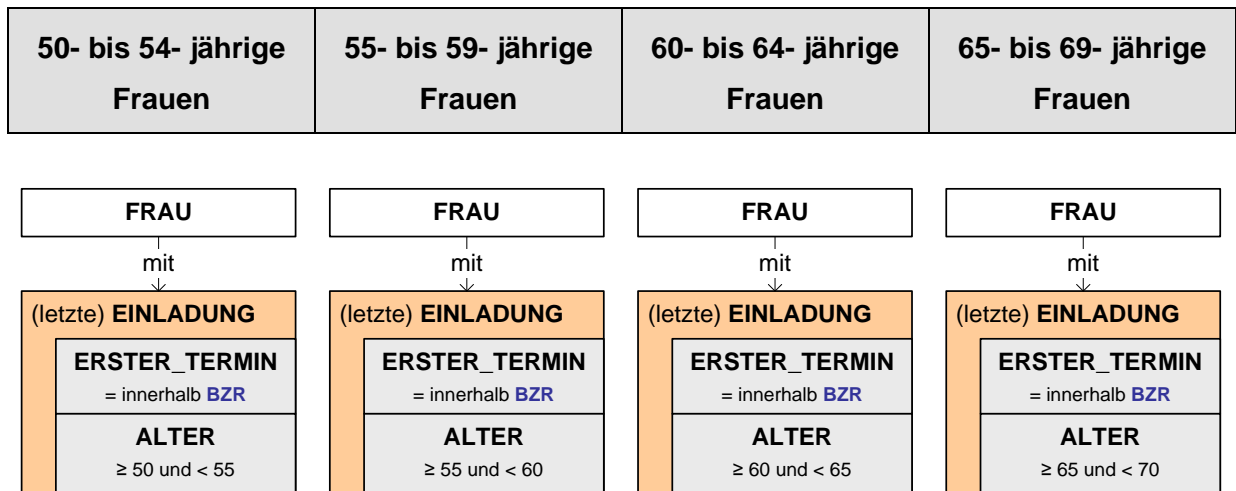 50- bis 54- jährige
Frauen
55- bis 59- jährige
Frauen
60- bis 64- jährige
Frauen
65- bis 69- jährige
Frauen
FRAU
mit
(letzte) EINLADUNG
ERSTER_TERMIN
= innerhalb BZR
ALTER
≥ 50 und < 55
FRAU
mit
(letzte) EINLADUNG
ERSTER_TERMIN
= innerhalb BZR
ALTER
≥ 55 und < 60
FRAU
mit
(letzte) EINLADUNG
ERSTER_TERMIN
= innerhalb BZR
ALTER
≥ 60 und < 65
FRAU
mit
(letzte) EINLADUNG
ERSTER_TERMIN
= innerhalb BZR
ALTER
≥ 65 und < 70